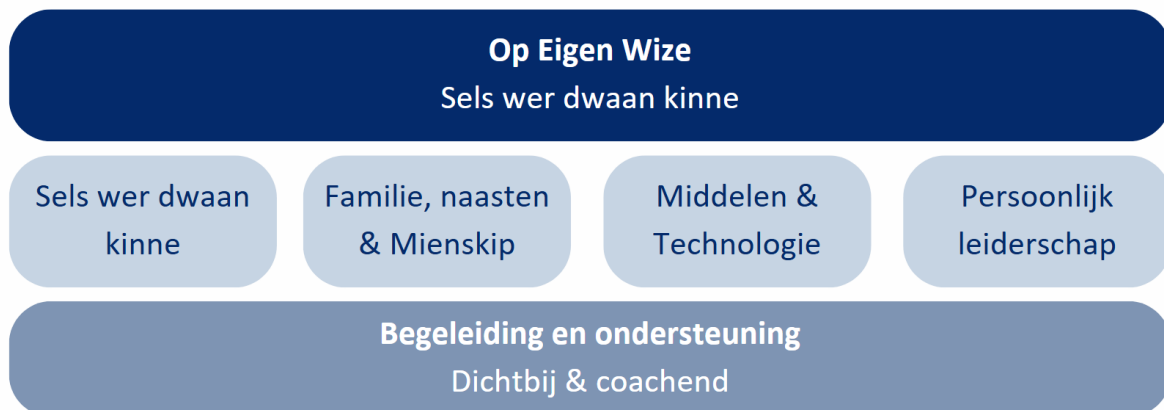 Op Eigen Wize
Sels wer dwaan kinne
Sels wer dwaan
kinne
Familie, naasten
& Mienskip
Middelen &
Technologie
Persoonlijk
leiderschap
Begeleiding en ondersteuning
Dichtbij & coachend